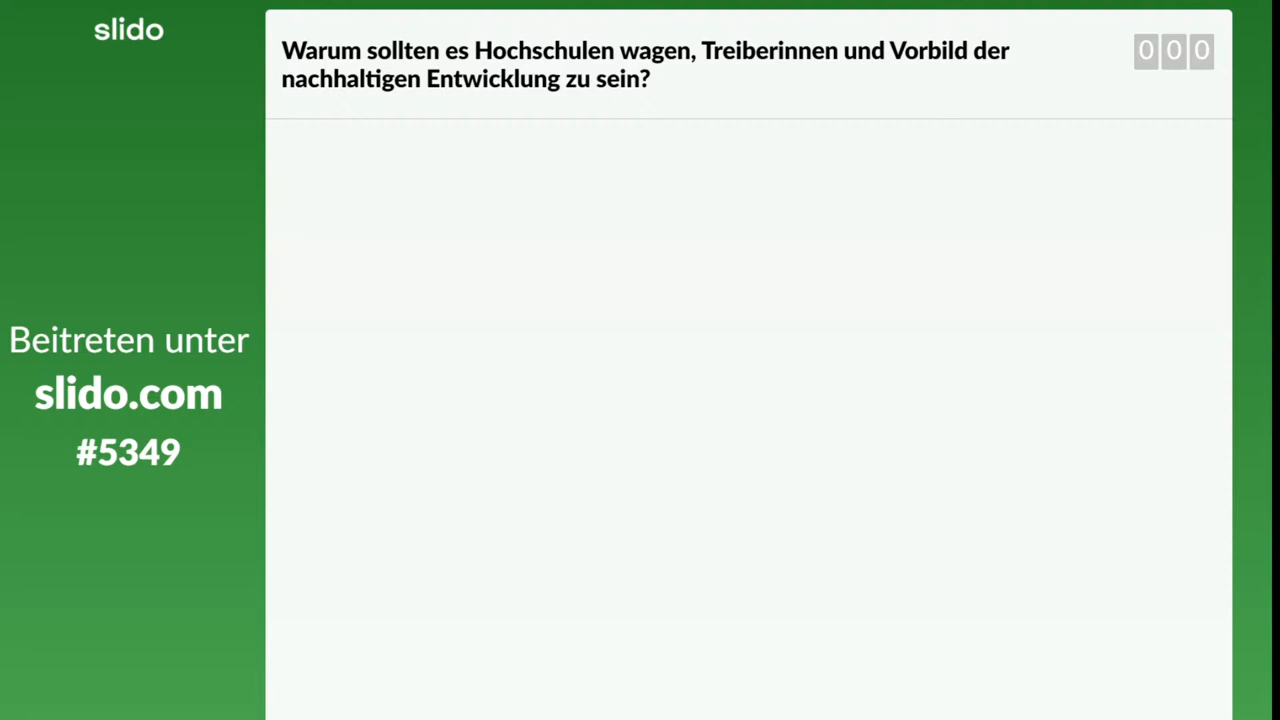 slido
Warum sollten es Hochschulen wagen, Treiberinnen und Vorbild der
nachhaltigen Entwicklung zu sein?
000
Beitreten unter
slido.com
#5349